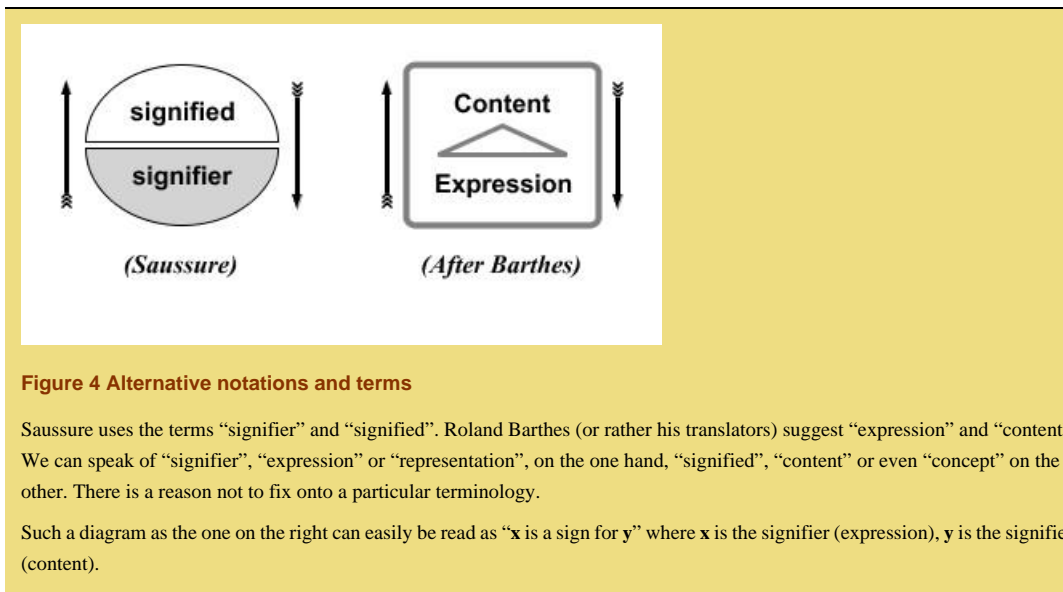 signified
signifier
(Saussure)
Content
Expression
(After Barthes)
Figure 4 Alternative notations and terms
Saussure uses the terms “signifier” and “signified”. Roland Barthes (or rather his translators) suggest “expression” and “content
We can speak of “signifier”, “expression” or “representation”, on the one hand, “signified”, “content” or even “concept” on the
other. There is a reason not to fix onto a particular terminology.
Such a diagram as the one on the right can easily be read as “x is a sign for y” where x is the signifier (expression), y is the signifie
(content).